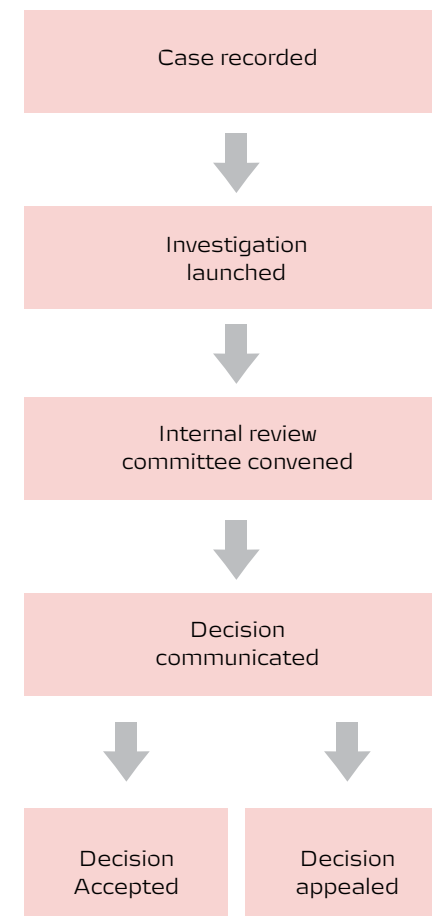 Case recorded
Investigation
launched
Internal review
committee convened
Decision
communicated
Decision
Accepted
Decision
appealed